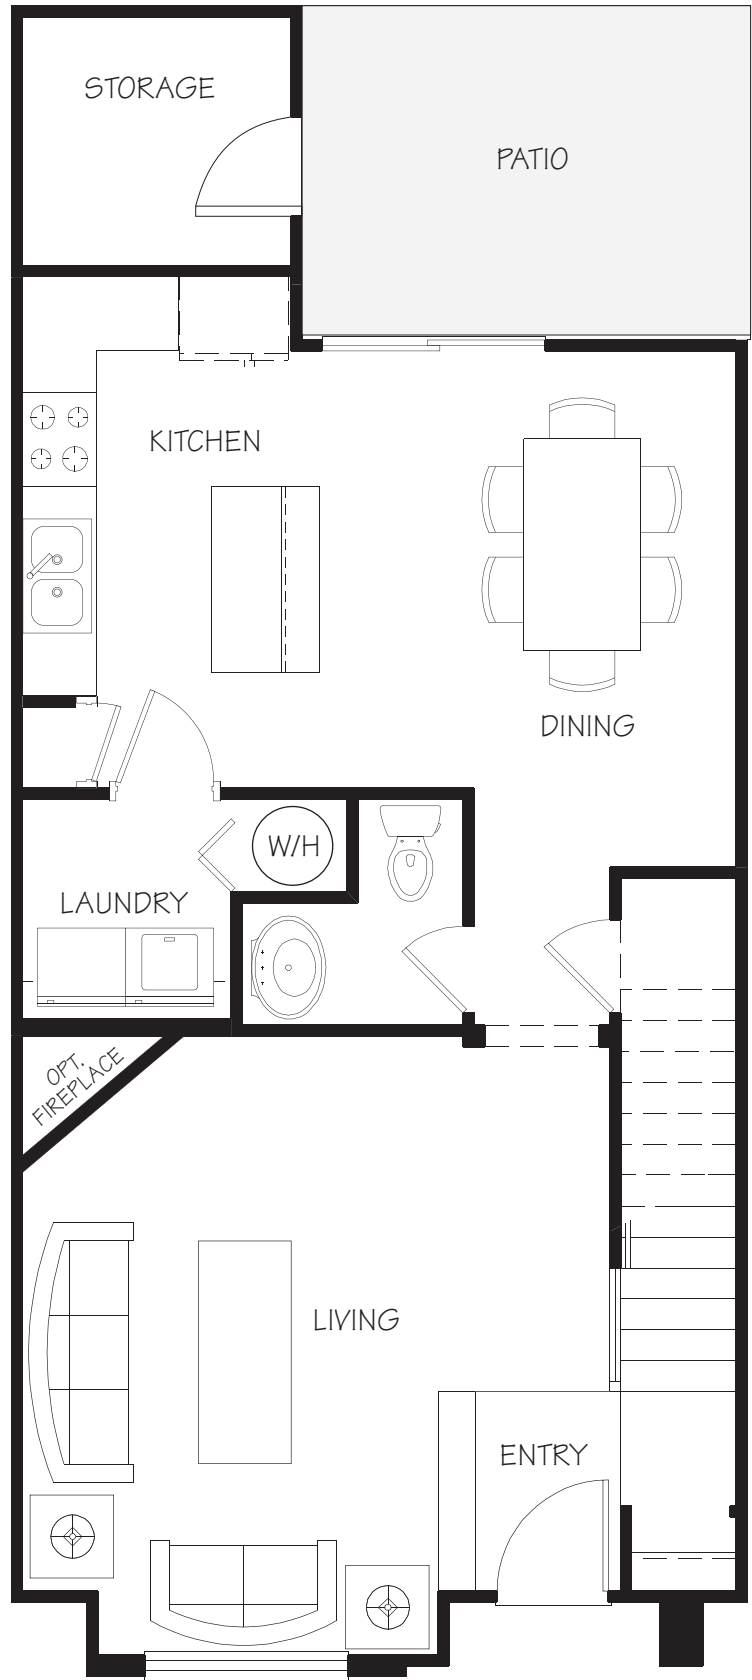 STORAGE
PATIO
KITCHEN
DINING
W/H
LAUNDRY
OPT.
FIREPLACE
LIVING
ENTRY